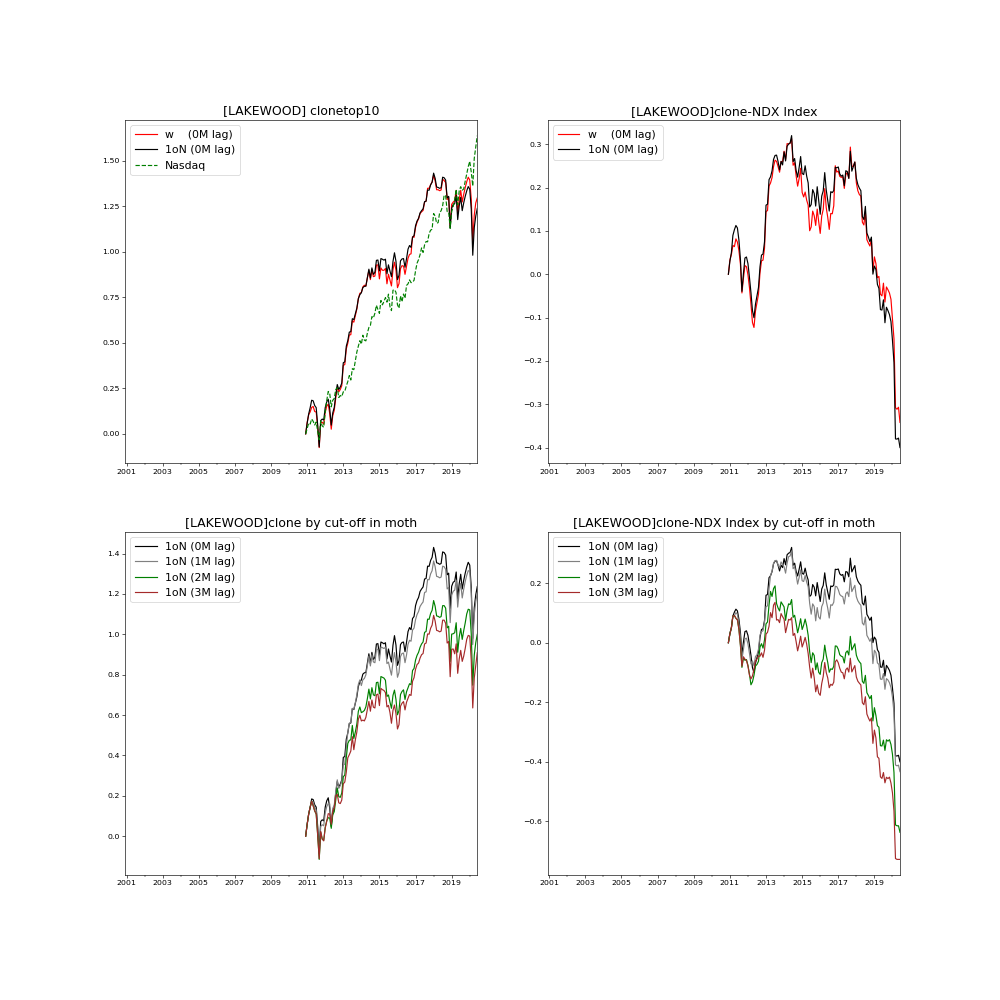 [LAKEWOOD] clonetop10
w (0M lag)
1oN (0M lag)
Nasdaq
1.50
1.25
1.00
0.75
0.50
0.25
0.00
2001 2003 2005 2007 2009 2011 2013 2015 2017 2019
[LAKEWOOD]clone-NDX Index
w (0M lag)
1oN (0M lag)
0.3
0.2
0.1
0.0
−0.1
−0.2
−0.3
−0.4
2001 2003 2005 2007 2009 2011 2013 2015 2017 2019
[LAKEWOOD]clone by cut-off in moth
1oN (0M lag)
1oN (1M lag)
1oN (2M lag)
1oN (3M lag)
1.4
1.2
1.0
0.8
0.6
0.4
0.2
0.0
2001 2003 2005 2007 2009 2011 2013 2015 2017 2019
[LAKEWOOD]clone-NDX Index by cut-off in moth
1oN (0M lag)
1oN (1M lag)
1oN (2M lag)
1oN (3M lag)
0.2
0.0
−0.2
−0.4
−0.6
2001 2003 2005 2007 2009 2011 2013 2015 2017 2019